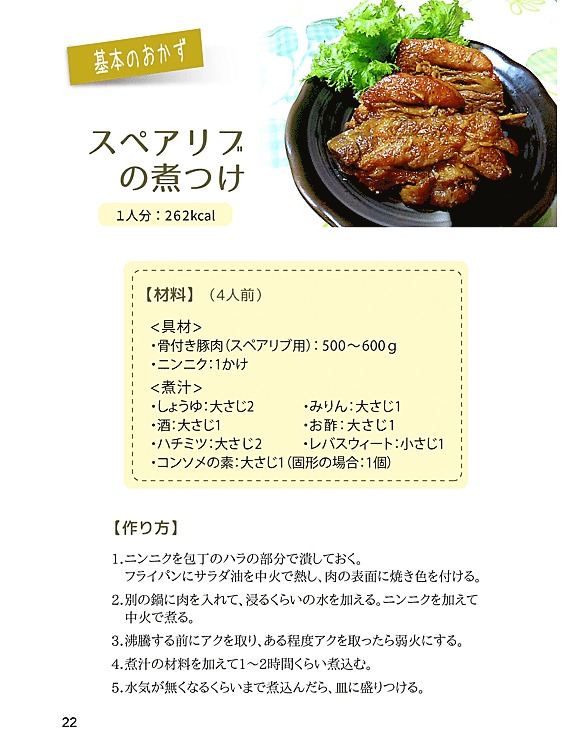 基本のおかず
スペアリブ
の煮つけ
1人分：262kcal
【材料】（4人前）
<具材>
・骨付き豚肉（スペアリブ用）：500～600g
・ニンニク：1かけ
<煮汁>
・しょうゆ：大さじ2　・みりん：大さじ1
・酒：大さじ1　・お酢：大さじ1
・ハチミツ：大さじ2　・レバスウィート：小さじ1
・コンソメの素：大さじ1（固形の場合：1個）
【作り方】
1.ニンニクを包丁のハラの部分で潰しておく。
フライパンにサラダ油を中火で熱し、肉の表面に焼き色を付ける。
2.別の鍋に肉を入れて、浸るくらいの水を加える。ニンニクを加えて
中火で煮る。
3.沸騰する前にアクを取り、ある程度アクを取ったら弱火にする。
4.煮汁の材料を加えて1～2時間くらい煮込む。
5.水気が無くなるくらいまで煮込んだら、皿に盛りつける。
22